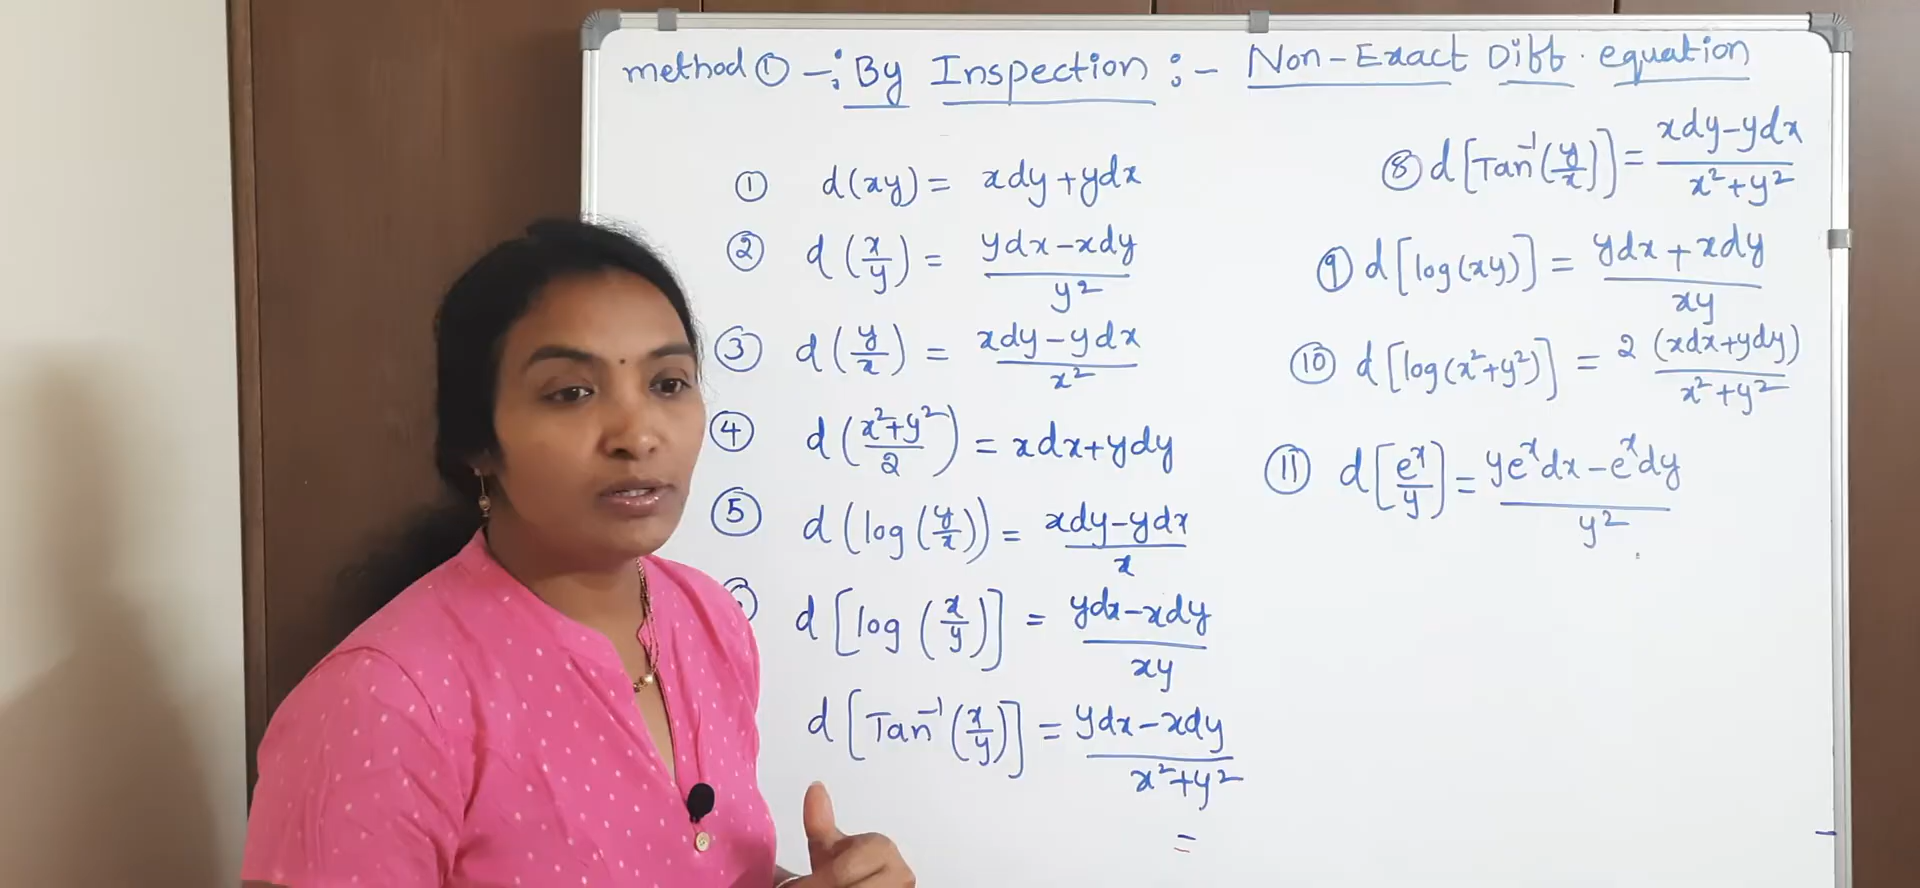 method ① -: By Inspection :- Non-Exact Diff. equation
① d(xy) = xdy+ydx
② d(x/y) = ydx-xdy / y²
③ d(y/x) = xdy-ydx / x²
④ d(x²+y² / 2) = xdx+ydy
⑤ d(log(y/x)) = xdy-ydx / x
d[log(x/y)] = ydx-xdy / xy
d[Tan⁻¹(x/y)] = ydx-xdy / x²+y²
=
⑧ d[Tan⁻¹(y/x)] = xdy-ydx / x²+y²
⑨ d[log(xy)] = ydx+xdy / xy
⑩ d[log(x²+y²)] = 2 (xdx+ydy) / x²+y²
⑪ d[eˣ/y] = yeˣdx-eˣdy / y²